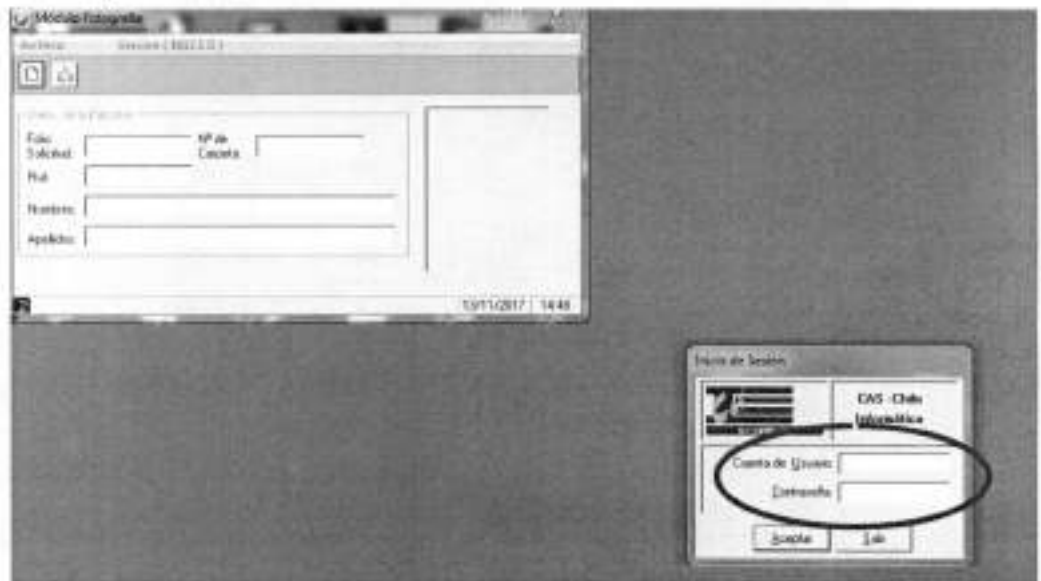 Módulo Fotografía
Archivo
Folio
Solicitud
Nº de
Carpeta
Rut
Nombres
Apellidos
13/11/2017 14:48
Inicio de Sesión
CAS - Chile
Informática
Cuenta de Usuario
Contraseña
Aceptar
Salir